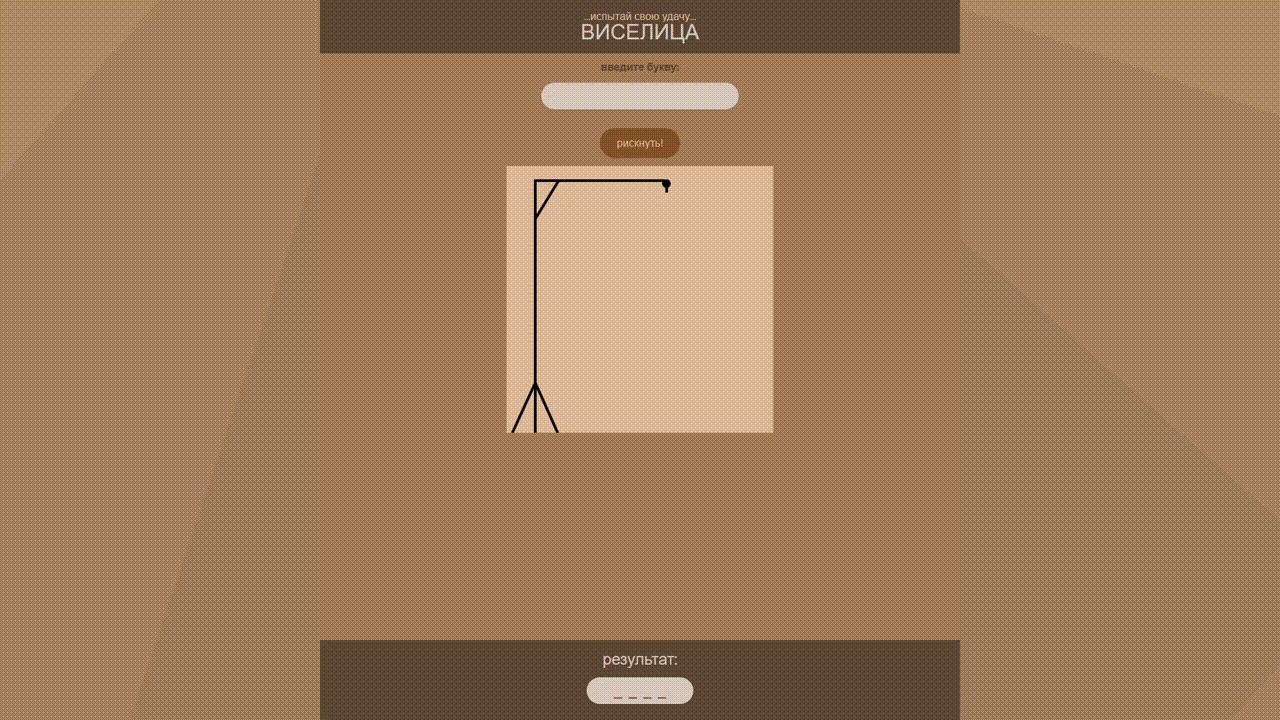 ...испытай свою удачу...
ВИСЕЛИЦА
введите букву:
рискнуть!
результат:
_ _ _ _